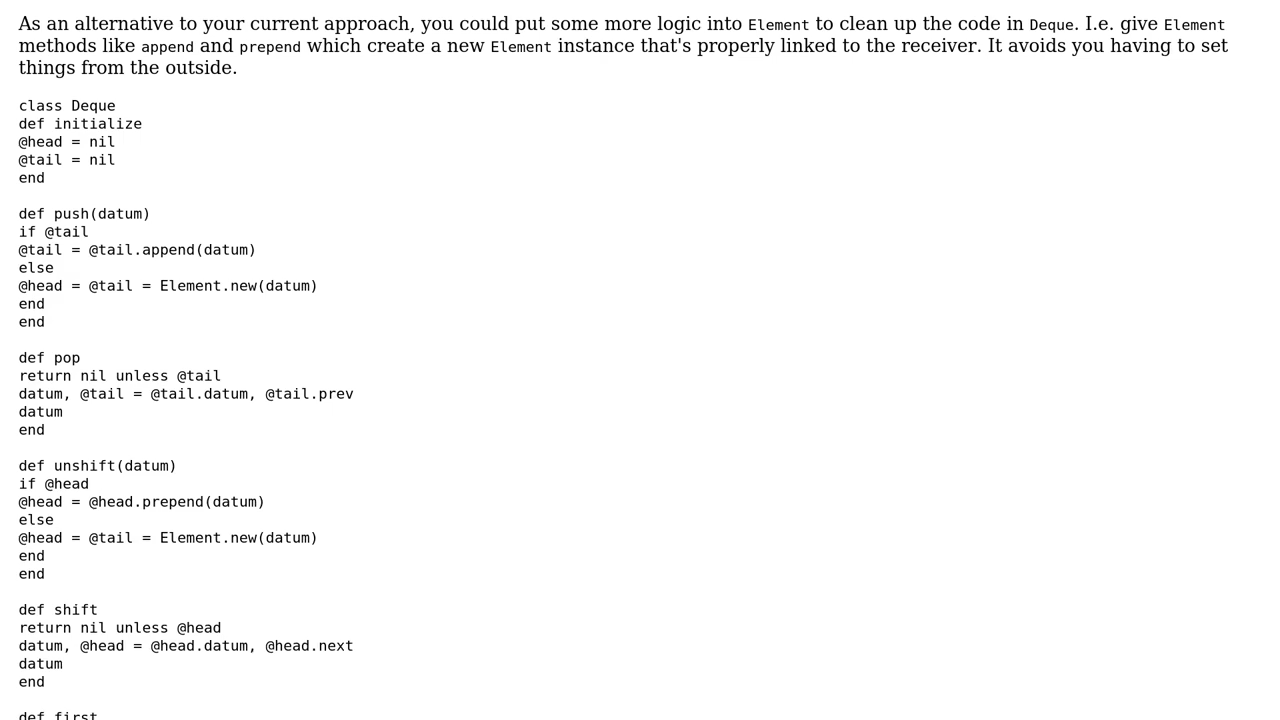 As an alternative to your current approach, you could put some more logic into Element to clean up the code in Deque. I.e. give Element
methods like append and prepend which create a new Element instance that's properly linked to the receiver. It avoids you having to set
things from the outside.
class Deque
def initialize
@head = nil
@tail = nil
end
def push(datum)
if @tail
@tail = @tail.append(datum)
else
@head = @tail = Element.new(datum)
end
end
def pop
return nil unless @tail
datum, @tail = @tail.datum, @tail.prev
datum
end
def unshift(datum)
if @head
@head = @head.prepend(datum)
else
@head = @tail = Element.new(datum)
end
end
def shift
return nil unless @head
datum, @head = @head.datum, @head.next
datum
end
def first